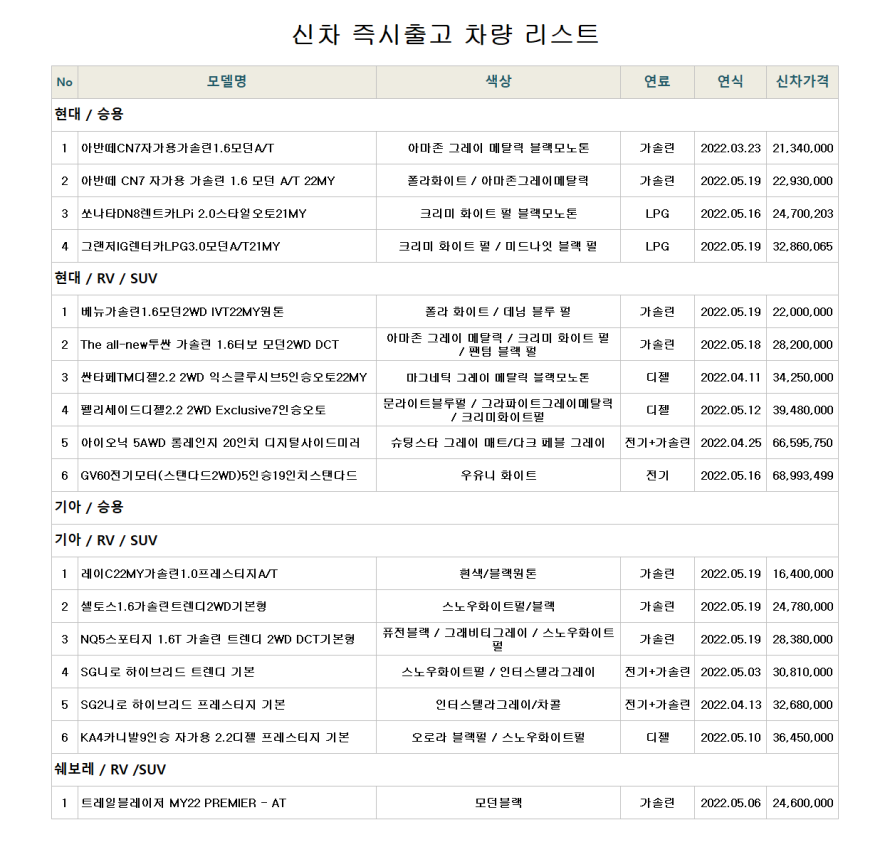 신차 즉시출고 차량 리스트
No 모델명 색상 연료 연식 신차가격
현대 / 승용
1 아반떼CN7자가용가솔린1.6모던A/T 아마존 그레이 메탈릭 블랙모노톤 가솔린 2022.03.23 21,340,000
2 아반떼 CN7 자가용 가솔린 1.6 모던 A/T 22MY 폴라화이트 / 아마존그레이메탈릭 가솔린 2022.05.19 22,930,000
3 쏘나타DN8렌트카LPi 2.0스타일오토21MY 크리미 화이트 펄 블랙모노톤 LPG 2022.05.16 24,700,203
4 그랜저IG렌터카LPG3.0모던A/T21MY 크리미 화이트 펄 / 미드나잇 블랙 펄 LPG 2022.05.19 32,860,065
현대 / RV / SUV
1 베뉴가솔린1.6모던2WD IVT22MY원톤 폴라 화이트 / 데님 블루 펄 가솔린 2022.05.19 22,000,000
2 The all-new투싼 가솔린 1.6터보 모던2WD DCT 아마존 그레이 메탈릭 / 크리미 화이트 펄
/ 팬텀 블랙 펄 가솔린 2022.05.18 28,200,000
3 싼타페TM디젤2.2 2WD 익스클루시브5인승오토22MY 마그네틱 그레이 메탈릭 블랙모노톤 디젤 2022.04.11 34,250,000
4 펠리세이드디젤2.2 2WD Exclusive7인승오토 문라이트블루펄 / 그라파이트그레이메탈릭
/ 크리미화이트펄 디젤 2022.05.12 39,480,000
5 아이오닉 5AWD 롱레인지 20인치 디지털사이드미러 슈팅스타 그레이 매트/다크 페블 그레이 전기+가솔린 2022.04.25 66,595,750
6 GV60전기모터(스탠다드2WD)5인승19인치스탠다드 우유니 화이트 전기 2022.05.16 68,993,499
기아 / 승용
기아 / RV / SUV
1 레이C22MY가솔린1.0프레스티지A/T 흰색/블랙원톤 가솔린 2022.05.19 16,400,000
2 셀토스1.6가솔린트렌디2WD기본형 스노우화이트펄/블랙 가솔린 2022.05.19 24,780,000
3 NQ5스포티지 1.6T 가솔린 트렌디 2WD DCT기본형 퓨전블랙 / 그래비티그레이 / 스노우화이트
펄 가솔린 2022.05.19 28,380,000
4 SG니로 하이브리드 트렌디 기본 스노우화이트펄 / 인터스텔라그레이 전기+가솔린 2022.05.03 30,810,000
5 SG2니로 하이브리드 프레스티지 기본 인터스텔라그레이/차콜 전기+가솔린 2022.04.13 32,680,000
6 KA4카니발9인승 자가용 2.2디젤 프레스티지 기본 오로라 블랙펄 / 스노우화이트펄 디젤 2022.05.10 36,450,000
쉐보레 / RV /SUV
1 트레일블레이저 MY22 PREMIER - AT 모던블랙 가솔린 2022.05.06 24,600,000